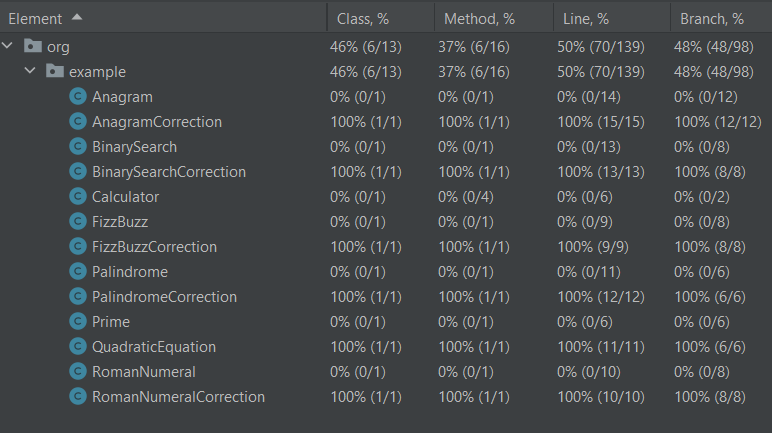 Element Class, % Method, % Line, % Branch, %
org 46% (6/13) 37% (6/16) 50% (70/139) 48% (48/98)
example 46% (6/13) 37% (6/16) 50% (70/139) 48% (48/98)
Anagram 0% (0/1) 0% (0/1) 0% (0/14) 0% (0/12)
AnagramCorrection 100% (1/1) 100% (1/1) 100% (15/15) 100% (12/12)
BinarySearch 0% (0/1) 0% (0/1) 0% (0/13) 0% (0/8)
BinarySearchCorrection 100% (1/1) 100% (1/1) 100% (13/13) 100% (8/8)
Calculator 0% (0/1) 0% (0/4) 0% (0/6) 0% (0/2)
FizzBuzz 0% (0/1) 0% (0/1) 0% (0/9) 0% (0/8)
FizzBuzzCorrection 100% (1/1) 100% (1/1) 100% (9/9) 100% (8/8)
Palindrome 0% (0/1) 0% (0/1) 0% (0/11) 0% (0/6)
PalindromeCorrection 100% (1/1) 100% (1/1) 100% (12/12) 100% (6/6)
Prime 0% (0/1) 0% (0/1) 0% (0/6) 0% (0/6)
QuadraticEquation 100% (1/1) 100% (1/1) 100% (11/11) 100% (6/6)
RomanNumeral 0% (0/1) 0% (0/1) 0% (0/10) 0% (0/8)
RomanNumeralCorrection 100% (1/1) 100% (1/1) 100% (10/10) 100% (8/8)